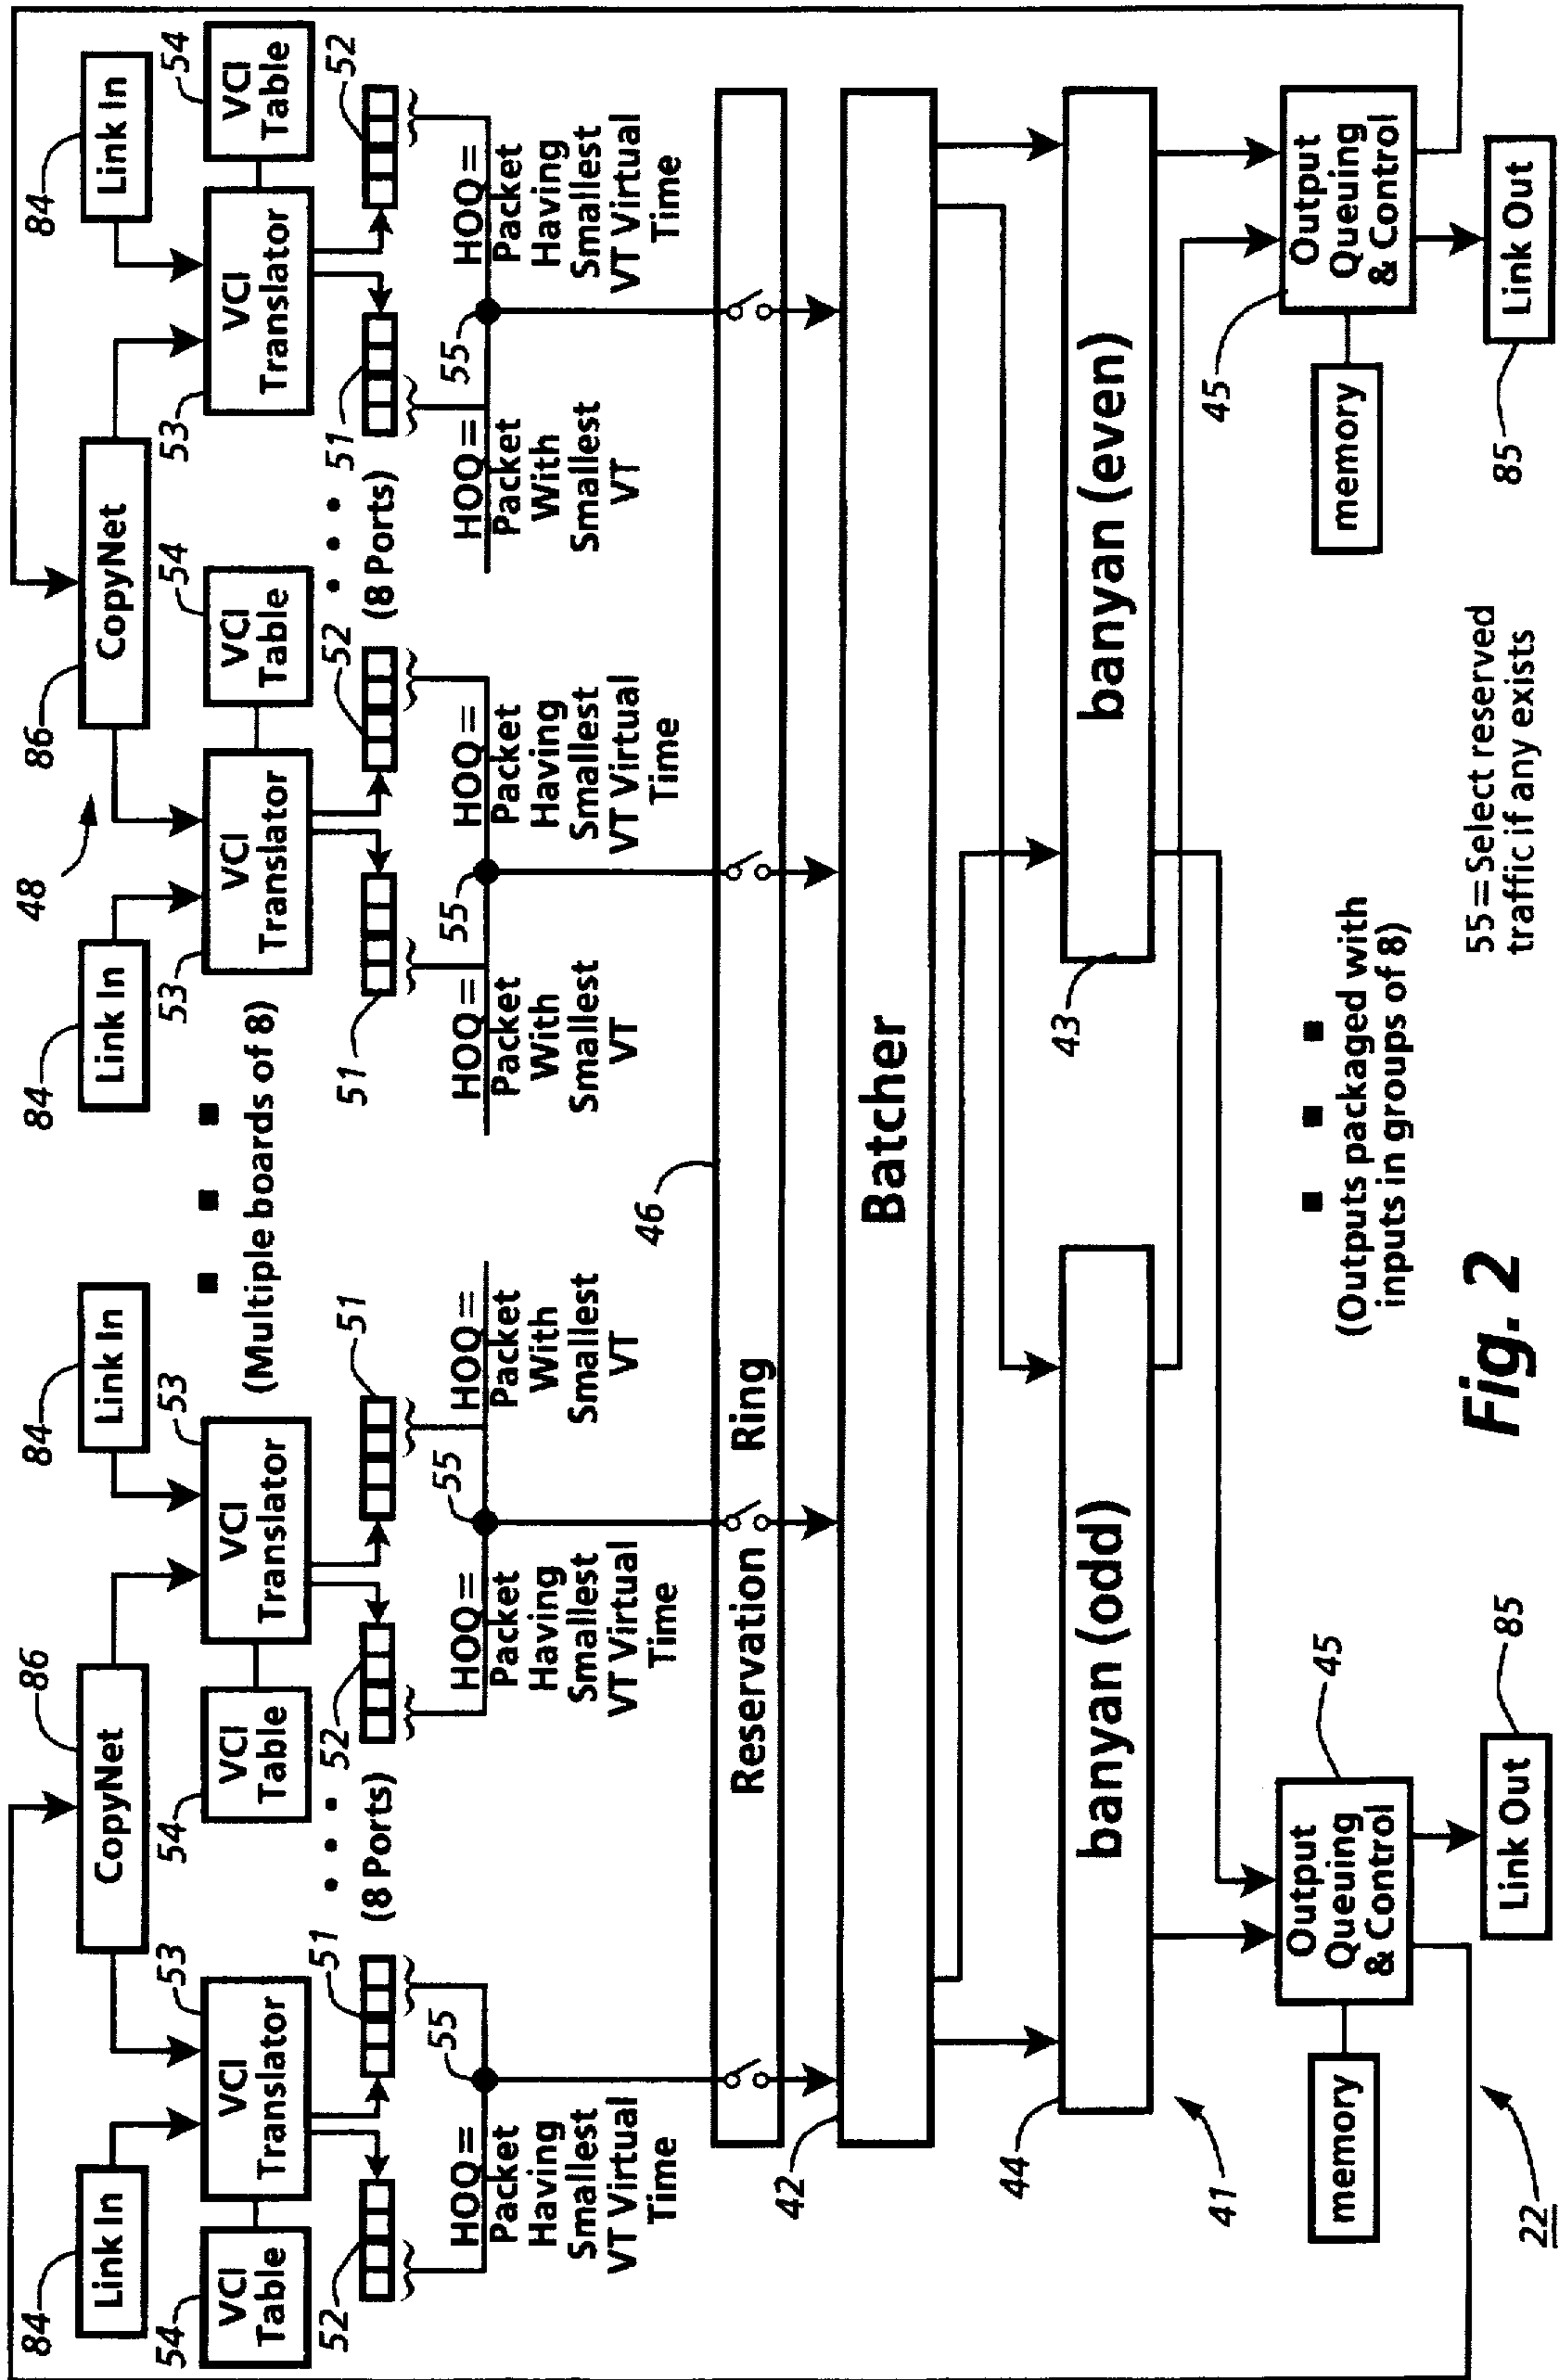 84
Link In
86
CopyNet
84
Link In
84
Link In
48
86
CopyNet
84
Link In
54
VCI
Table
53
VCI
Translator
54
VCI
Table
53
VCI
Translator
(Multiple boards of 8)
53
VCI
Translator
54
VCI
Table
53
VCI
Translator
54
VCI
Table
52
51
(8 Ports)
52
51
51
52
(8 Ports)
51
52
HOQ=
Packet
Having
Smallest
VT Virtual
Time
55
HOQ=
Packet
Having
Smallest
VT Virtual
Time
55
HOQ=
Packet
With
Smallest
VT
HOQ=
Packet
With
Smallest
VT
55
HOQ=
Packet
Having
Smallest
VT Virtual
Time
HOQ=
Packet
With
Smallest
VT
55
HOQ=
Packet
Having
Smallest
VT Virtual
Time
46
Reservation Ring
42
Batcher
44
banyan (odd)
43
banyan (even)
41
memory
Output
Queuing
& Control
45
(Outputs packaged with
inputs in groups of 8)
memory
45
Output
Queuing
& Control
22
Link Out
85
Fig. 2
55=Select reserved
traffic if any exists
85
Link Out